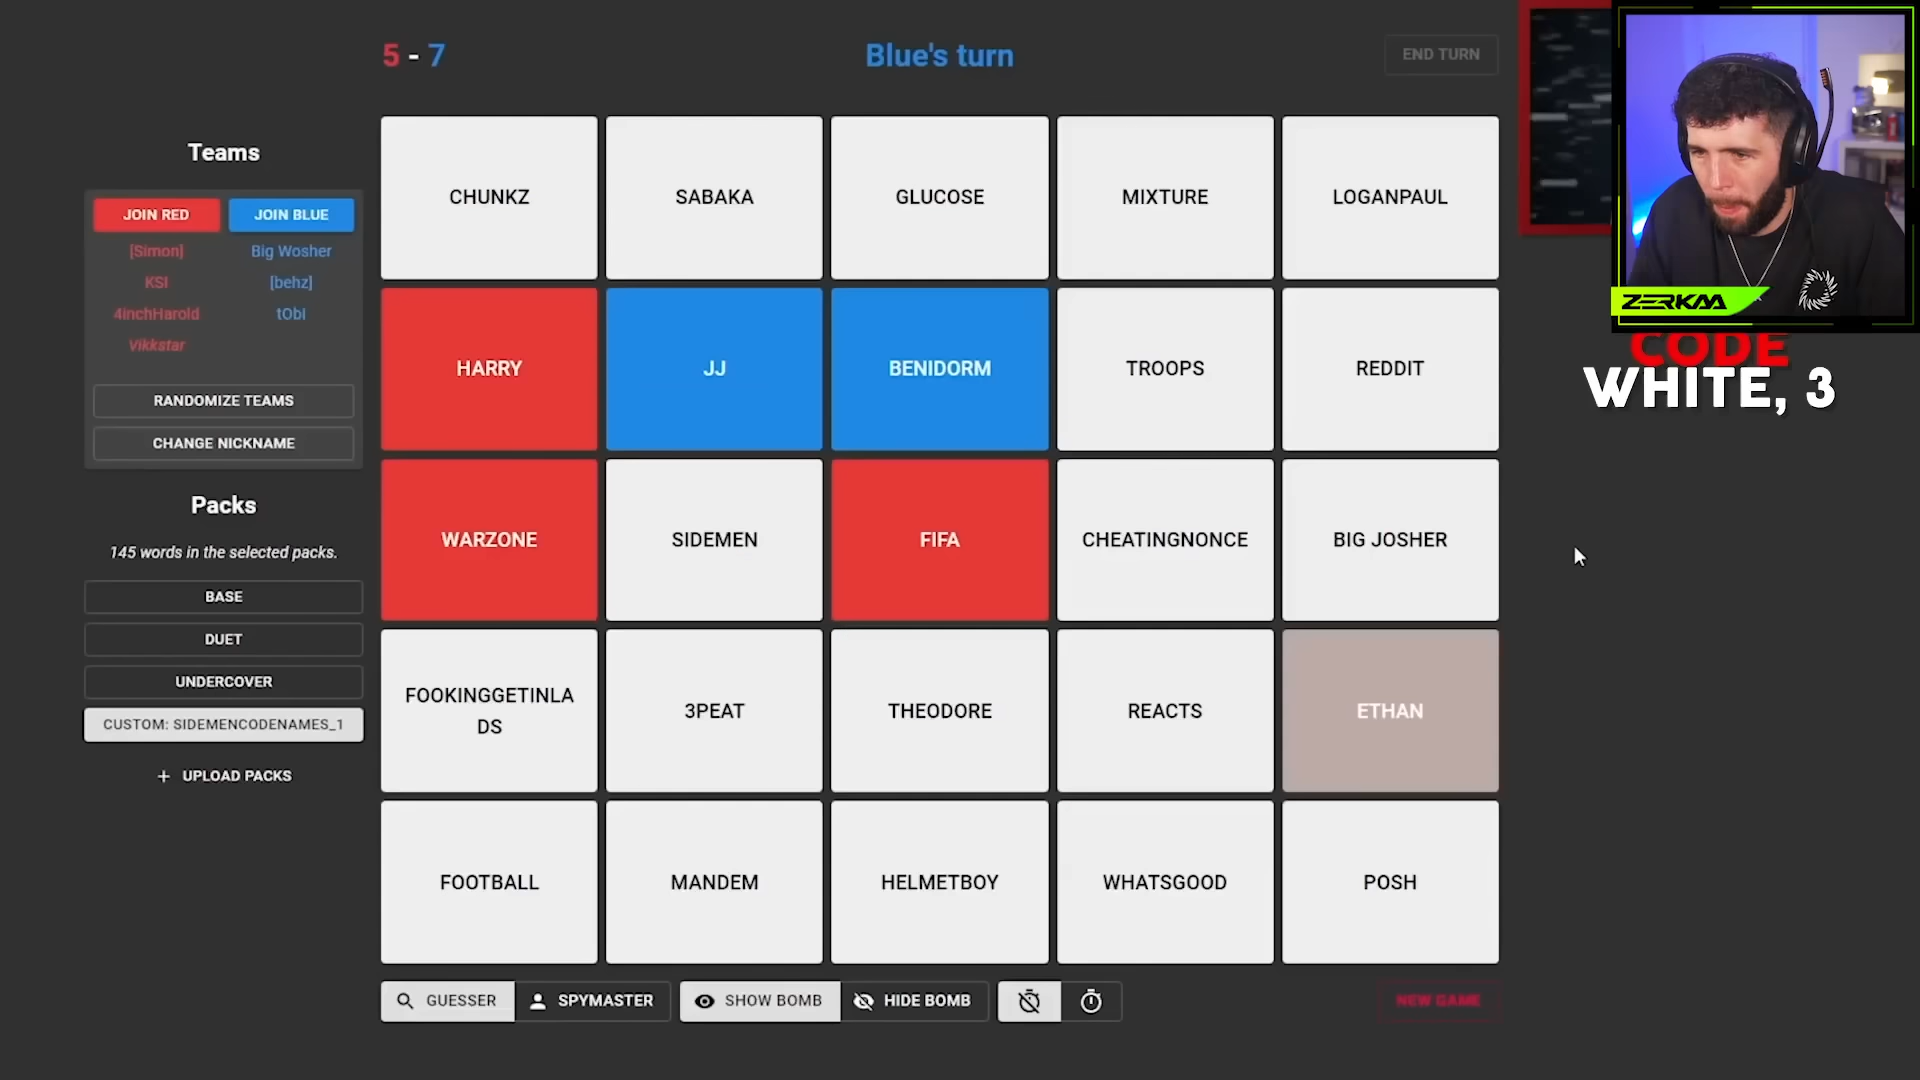 5 - 7
Blue's turn
END TURN
Teams
JOIN RED
JOIN BLUE
[Simon]
Big Wosher
KSI
[behz]
4inchHarold
tObI
Vikkstar
RANDOMIZE TEAMS
CHANGE NICKNAME
Packs
145 words in the selected packs.
BASE
DUET
UNDERCOVER
CUSTOM: SIDEMENCODENAMES_1
+ UPLOAD PACKS
CHUNKZ
SABAKA
GLUCOSE
MIXTURE
LOGANPAUL
HARRY
JJ
BENIDORM
TROOPS
REDDIT
WARZONE
SIDEMEN
FIFA
CHEATINGNONCE
BIG JOSHER
FOOKINGGETINLA
DS
3PEAT
THEODORE
REACTS
ETHAN
FOOTBALL
MANDEM
HELMETBOY
WHATSGOOD
POSH
GUESSER
SPYMASTER
SHOW BOMB
HIDE BOMB
NEW GAME
ZERKAA
CODE
WHITE, 3